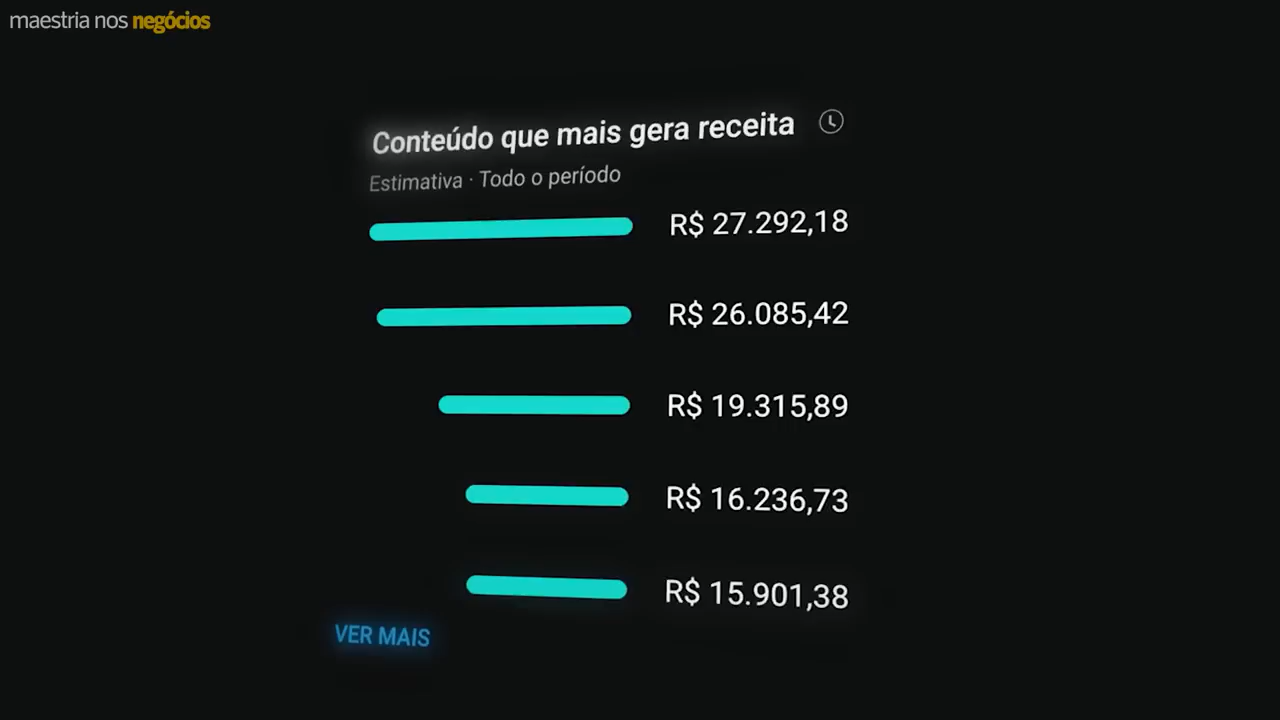 maestria nos negócios
Conteúdo que mais gera receita
Estimativa · Todo o período
R$ 27.292,18
R$ 26.085,42
R$ 19.315,89
R$ 16.236,73
R$ 15.901,38
VER MAIS